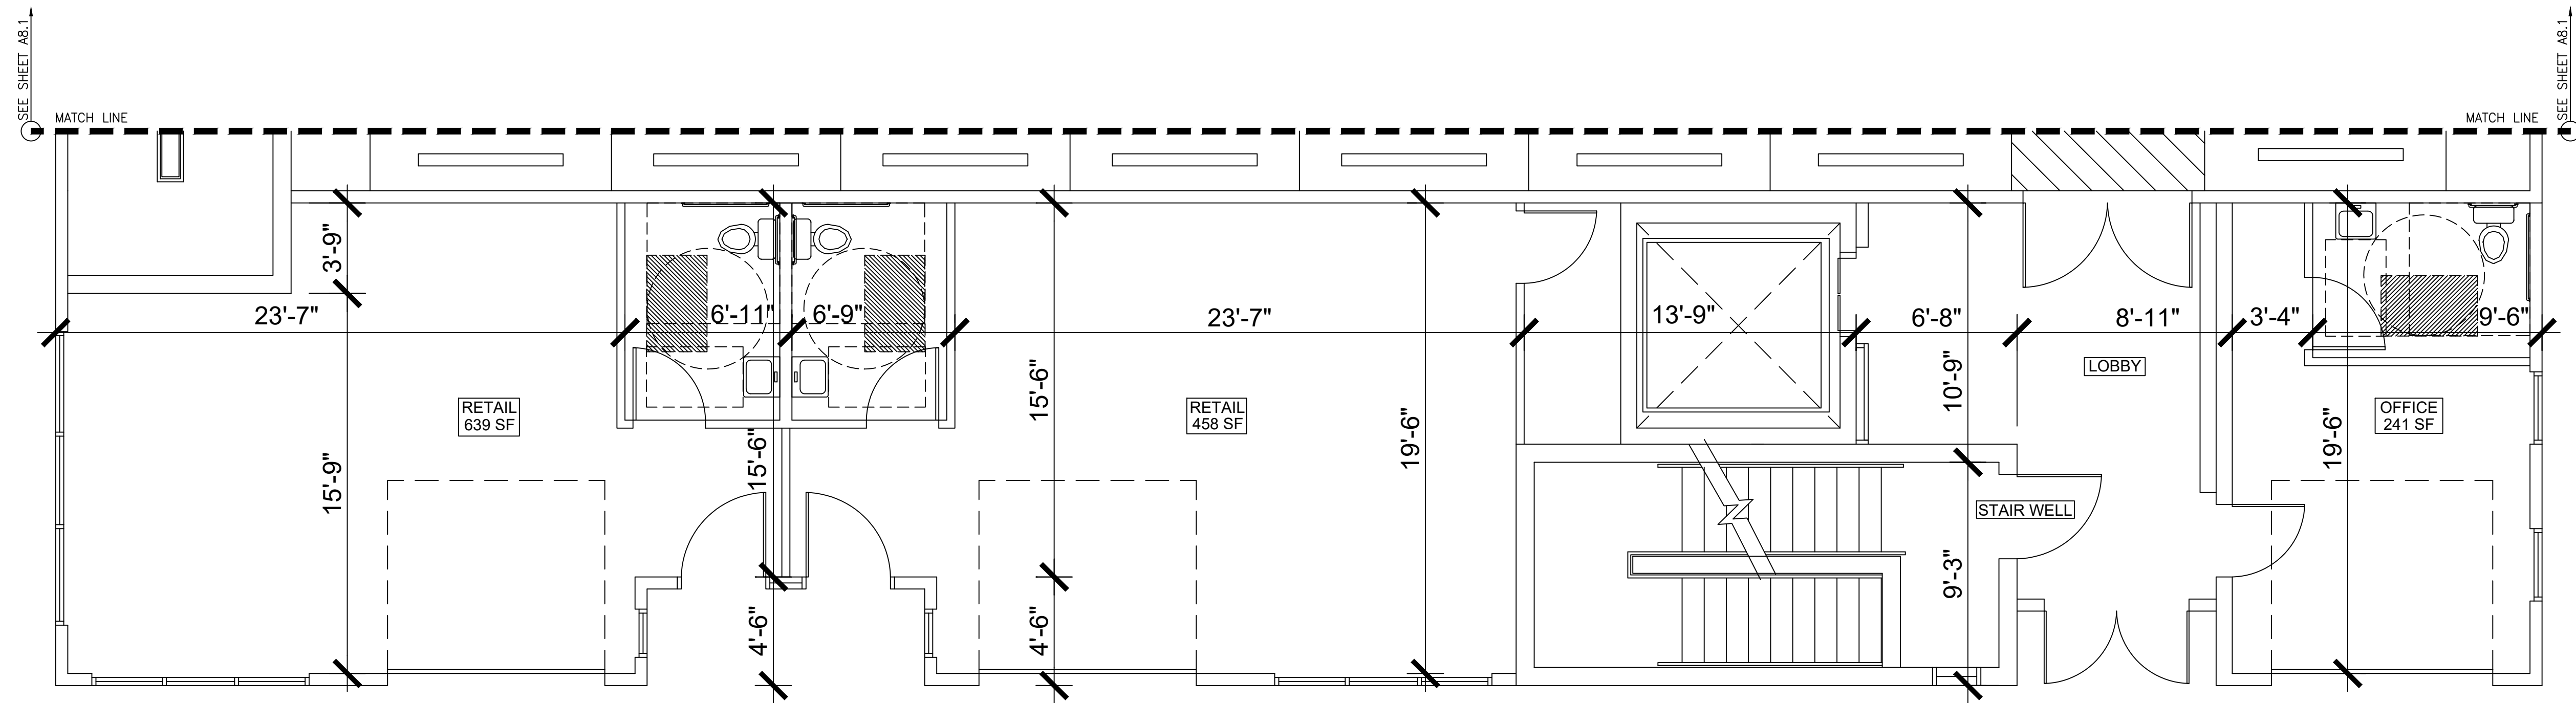 SEE SHEET A8.1
SEE SHEET A8.1
MATCH LINE
MATCH LINE
3'-9"
23'-7"
6'-11"
6'-9"
23'-7"
13'-9"
6'-8"
8'-11"
3'-4"
9'-6"
LOBBY
RETAIL
639 SF
15'-6"
RETAIL
458 SF
10'-9"
OFFICE
241 SF
15'-9"
15'-6"
19'-6"
19'-6"
STAIR WELL
4'-6"
4'-6"
9'-3"